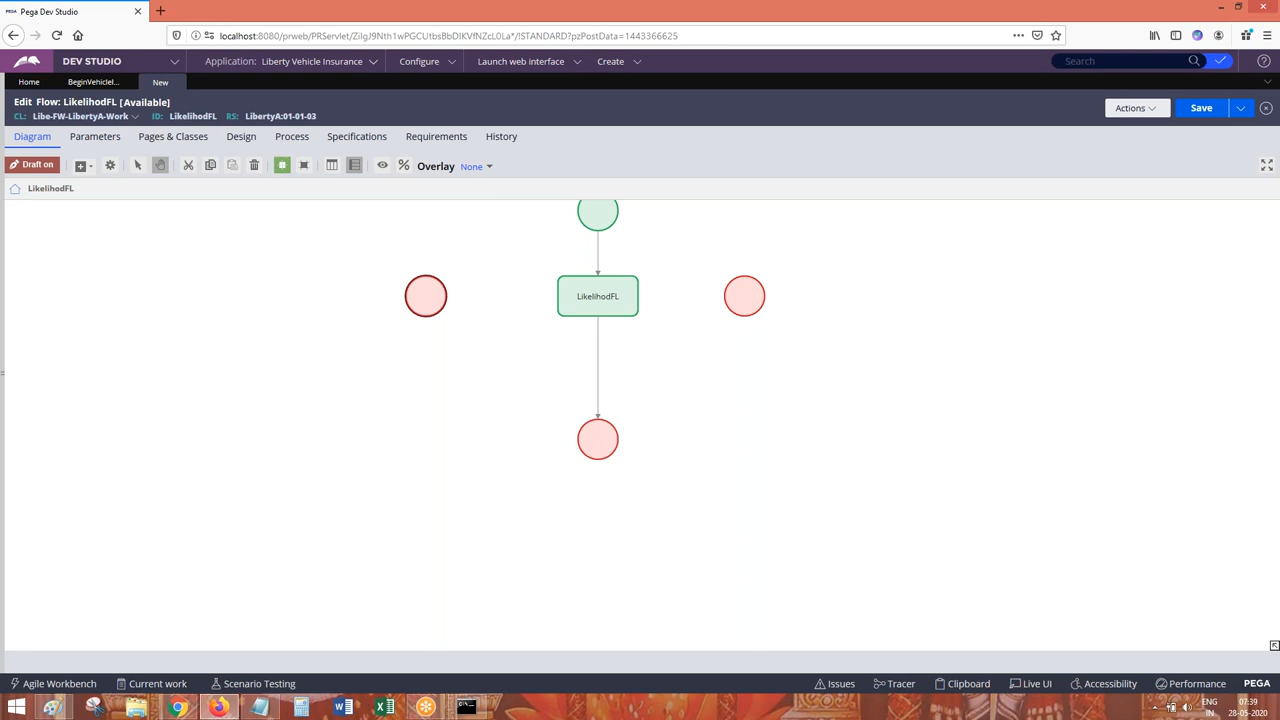 PEGA Pega Dev Studio
localhost:8080/prweb/PRServlet/ZiIgJ9Nth1wPGCUtbsBbDIKVfNZcL0La*/!STANDARD?pzPostData=1443366625
DEV STUDIO Application: Liberty Vehicle Insurance Configure Launch web interface Create Search
Home BeginVehicleI... New
Edit Flow: LikelihodFL [Available]
CL: Libe-FW-LibertyA-Work ID: LikelihodFL RS: LibertyA:01-01-03 Actions Save
Diagram Parameters Pages & Classes Design Process Specifications Requirements History
Draft on Overlay None
LikelihodFL
LikelihodFL
Agile Workbench Current work Scenario Testing Issues Tracer Clipboard Live UI Accessibility Performance PEGA
ENG 07:39
IN 28-05-2020